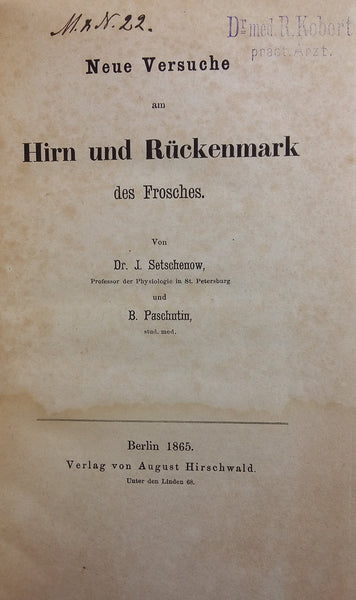 M. N. 22.
Dr med. R. Kobert
pract. Arzt.
Neue Versuche
am
Hirn und Rückenmark
des Frosches.
Von
Dr. J. Setschenow,
Professor der Physiologie in St. Petersburg
und
B. Paschutin,
stud. med.
Berlin 1865.
Verlag von August Hirschwald.
Unter den Linden 68.